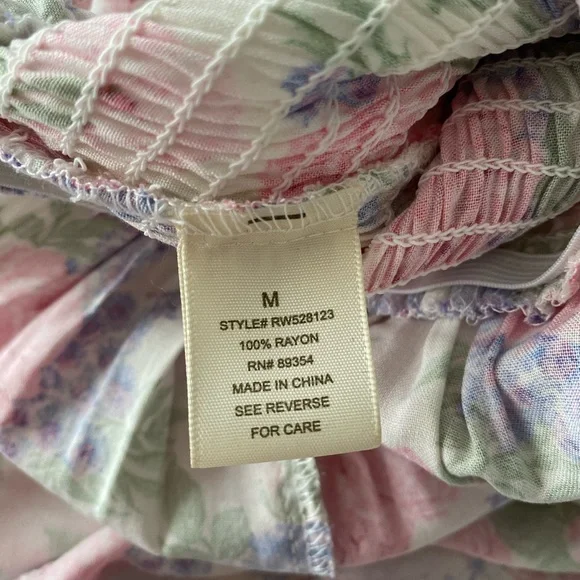 M
STYLE# RW528123
100% RAYON
RN# 89354
MADE IN CHINA
SEE REVERSE
FOR CARE